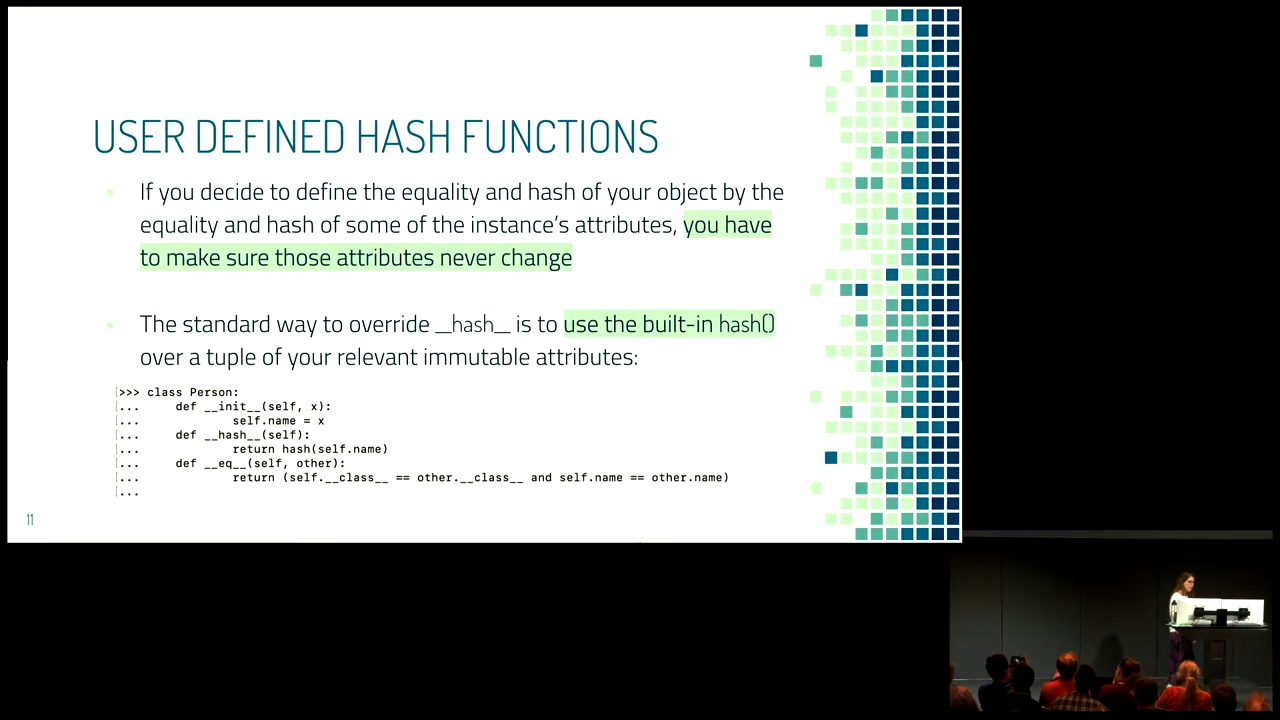 USER DEFINED HASH FUNCTIONS
If you decide to define the equality and hash of your object by the
equality and hash of some of the instance's attributes, you have
to make sure those attributes never change
The standard way to override __hash__ is to use the built-in hash()
over a tuple of your relevant immutable attributes:
>>> class Person:
...     def __init__(self, x):
...             self.name = x
...     def __hash__(self):
...             return hash(self.name)
...     def __eq__(self, other):
...             return (self.__class__ == other.__class__ and self.name == other.name)
...
11